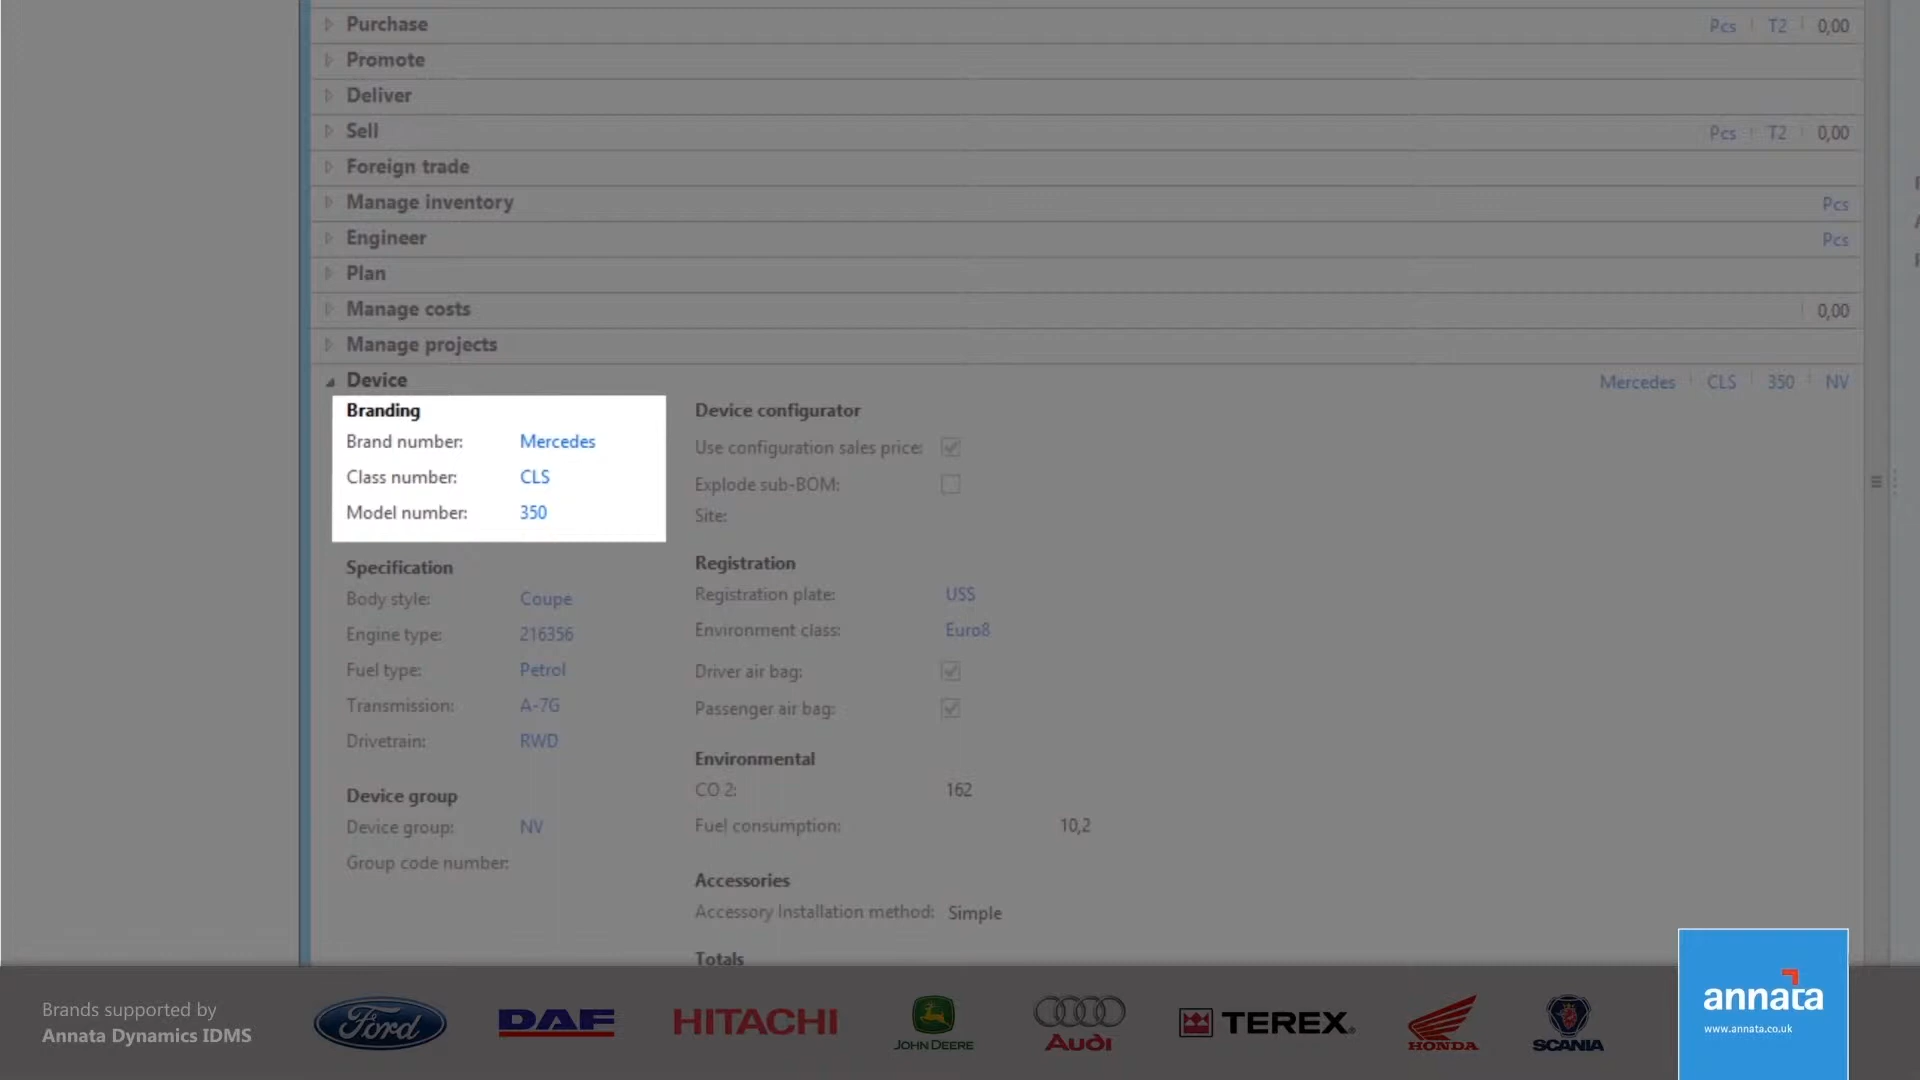 Purchase Pcs T2 0,00
Promote
Deliver
Sell Pcs T2 0,00
Foreign trade
Manage inventory Pcs
Engineer Pcs
Plan
Manage costs 0,00
Manage projects
Device Mercedes CLS 350 NV
Branding
Brand number: Mercedes
Class number: CLS
Model number: 350
Specification
Body style: Coupe
Engine type: 216356
Fuel type: Petrol
Transmission: A-7G
Drivetrain: RWD
Device group
Device group: NV
Group code number:
Device configurator
Use configuration sales price:
Explode sub-BOM:
Site:
Registration
Registration plate: USS
Environment class: Euro8
Driver air bag:
Passenger air bag:
Environmental
CO 2: 162
Fuel consumption: 10,2
Accessories
Accessory Installation method: Simple
Totals
Brands supported by
Annata Dynamics IDMS
Ford
DAF
HITACHI
JOHN DEERE
Audi
TEREX
HONDA
SCANIA
annata
www.annata.co.uk